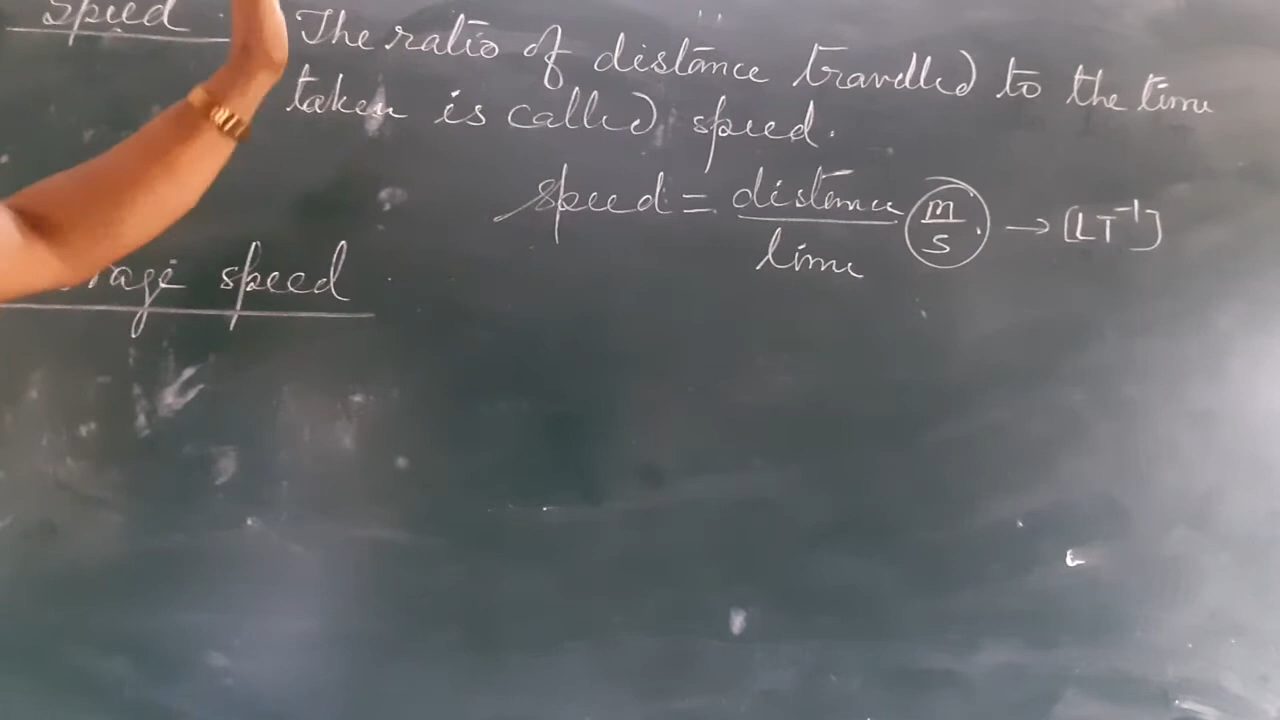 Speed
The ratio of distance travelled to the time
taken is called speed.
speed = distance / time (m/s) → [LT⁻¹]
rage speed